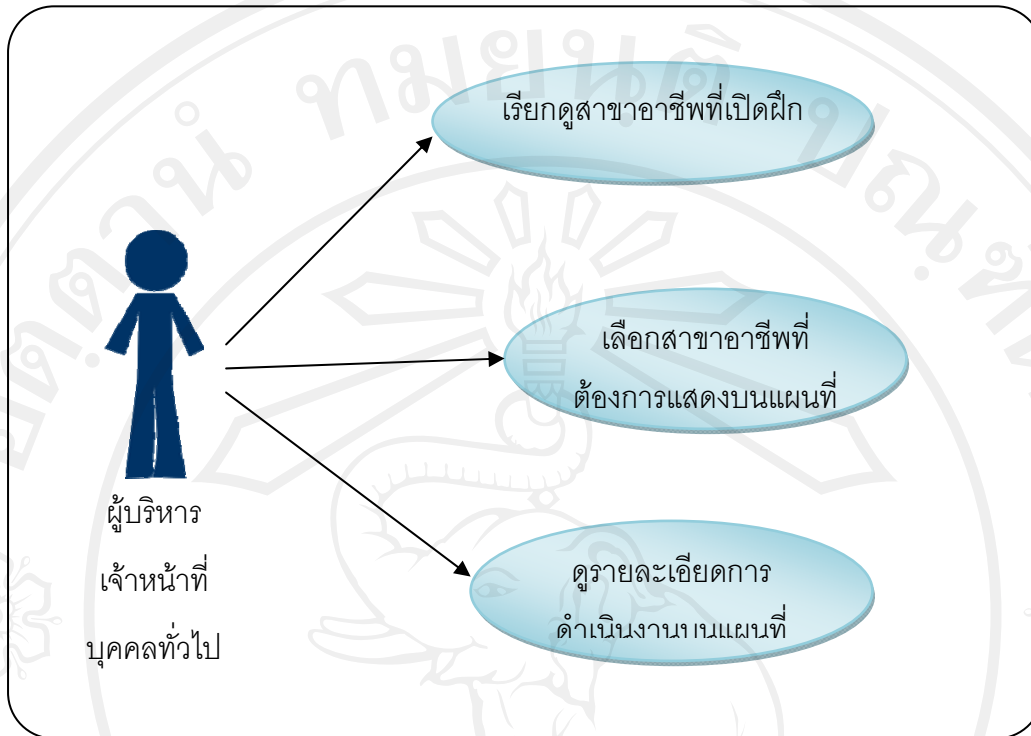 เรียกดูสาขาอาชีพที่เปิดฝึก
เลือกสาขาอาชีพที่
ต้องการแสดงบนแผนที่
ดูรายละเอียดการ
ดำเนินงานบนแผนที่
ผู้บริหาร
เจ้าหน้าที่
บุคคลทั่วไป